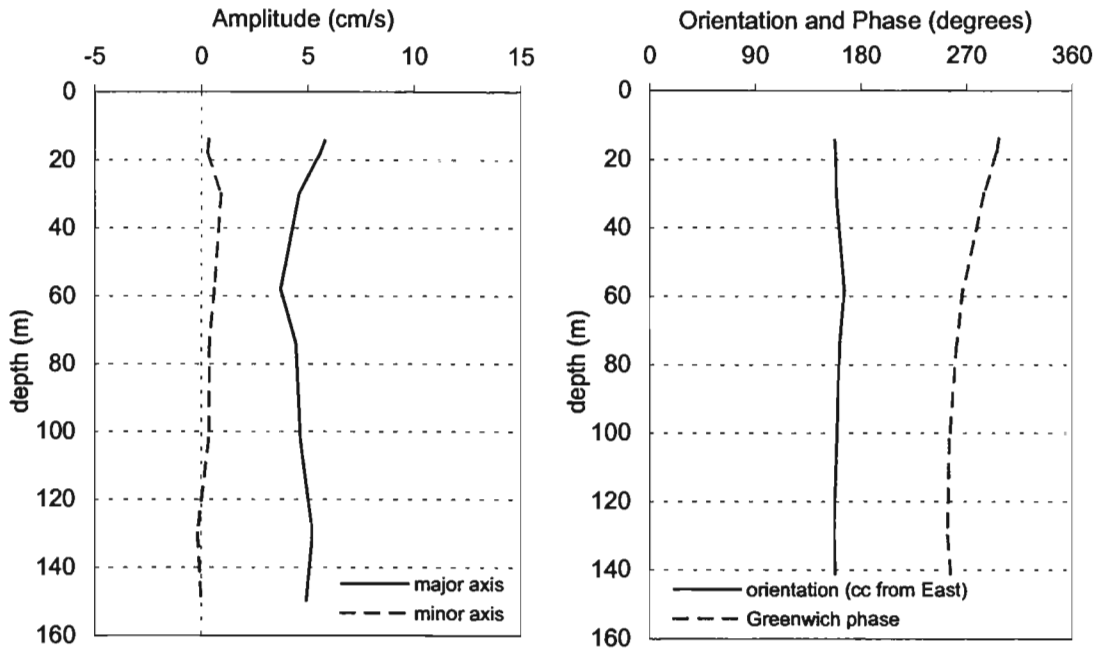 Amplitude (cm/s)
-5 0 5 10 15
0
20
40
60
80
100
120
140
160
depth (m)
major axis
minor axis
Orientation and Phase (degrees)
0 90 180 270 360
0
20
40
60
80
100
120
140
160
depth (m)
orientation (cc from East)
Greenwich phase